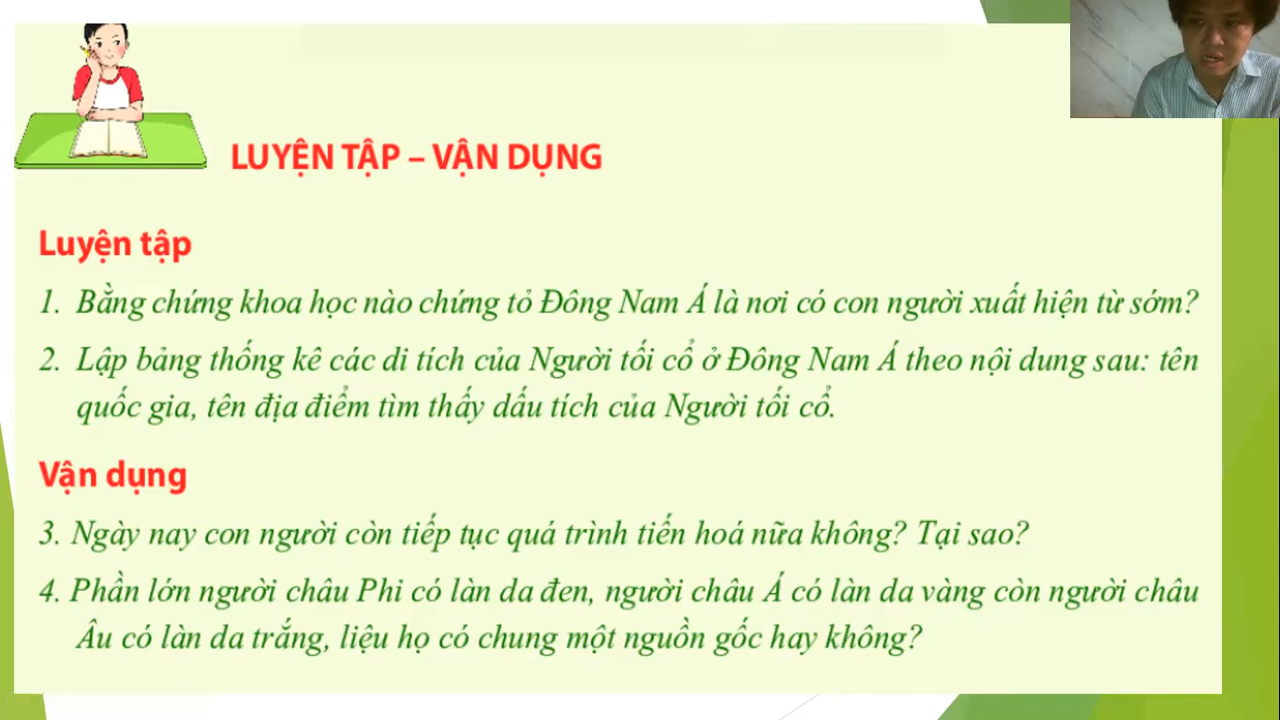 LUYỆN TẬP – VẬN DỤNG
Luyện tập
1. Bằng chứng khoa học nào chứng tỏ Đông Nam Á là nơi có con người xuất hiện từ sớm?
2. Lập bảng thống kê các di tích của Người tối cổ ở Đông Nam Á theo nội dung sau: tên
quốc gia, tên địa điểm tìm thấy dấu tích của Người tối cổ.
Vận dụng
3. Ngày nay con người còn tiếp tục quá trình tiến hoá nữa không? Tại sao?
4. Phần lớn người châu Phi có làn da đen, người châu Á có làn da vàng còn người châu
Âu có làn da trắng, liệu họ có chung một nguồn gốc hay không?